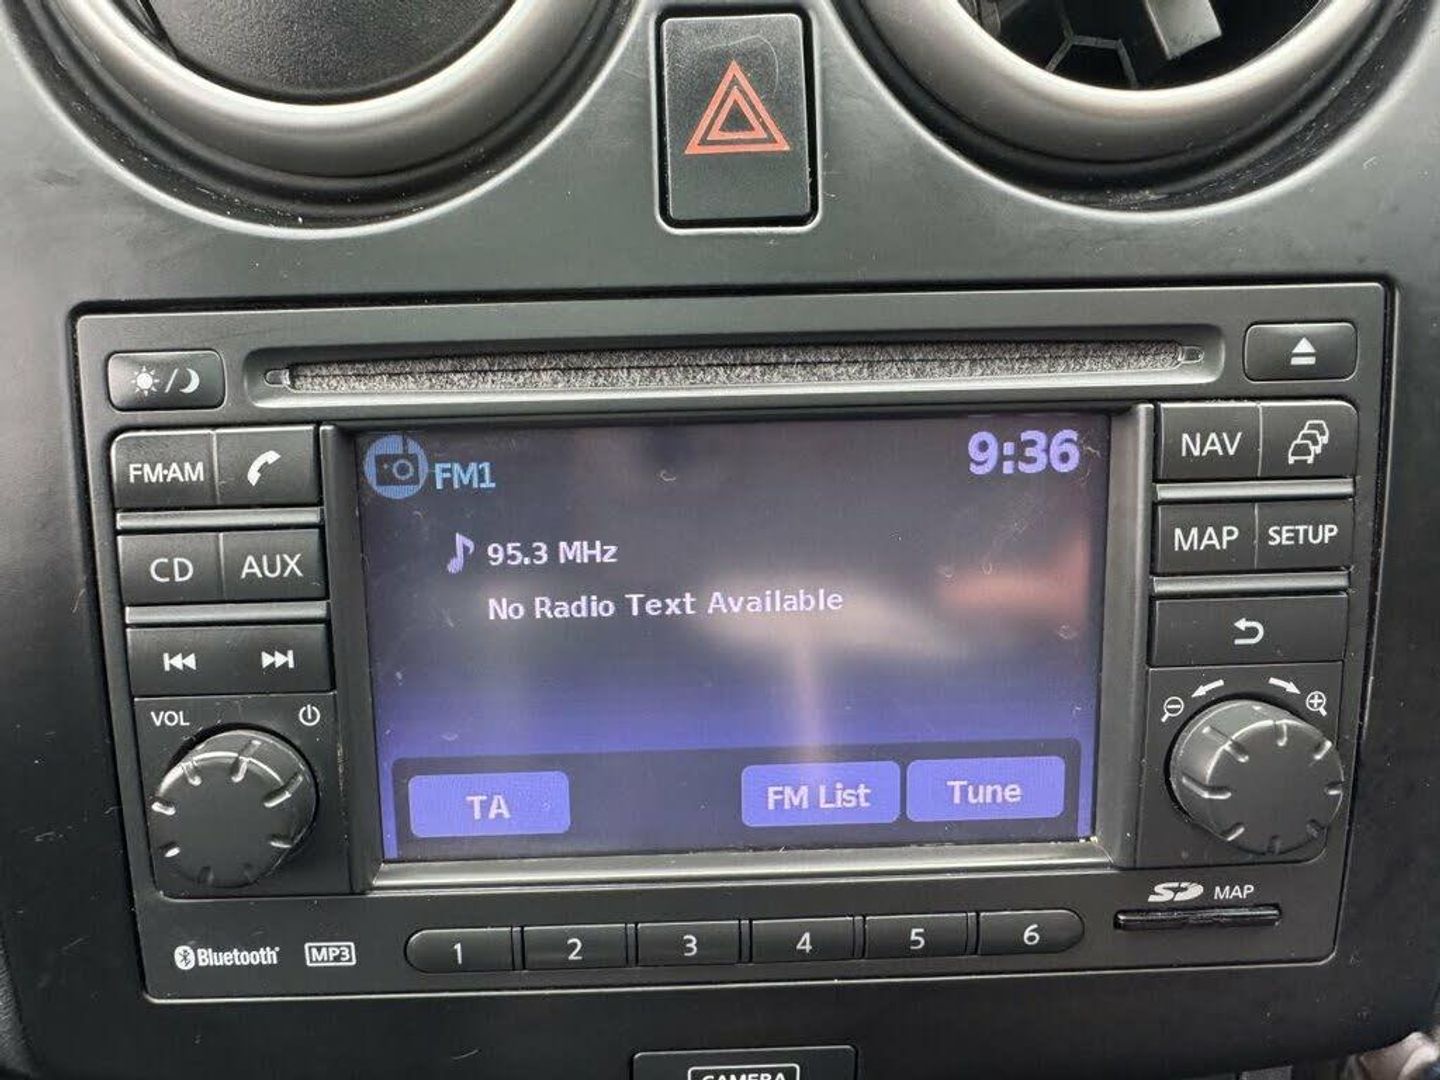 FM·AM
CD AUX
VOL
FM1
9:36
95.3 MHz
No Radio Text Available
TA FM List Tune
NAV
MAP SETUP
Bluetooth MP3
1 2 3 4 5 6
SD MAP
CAMERA